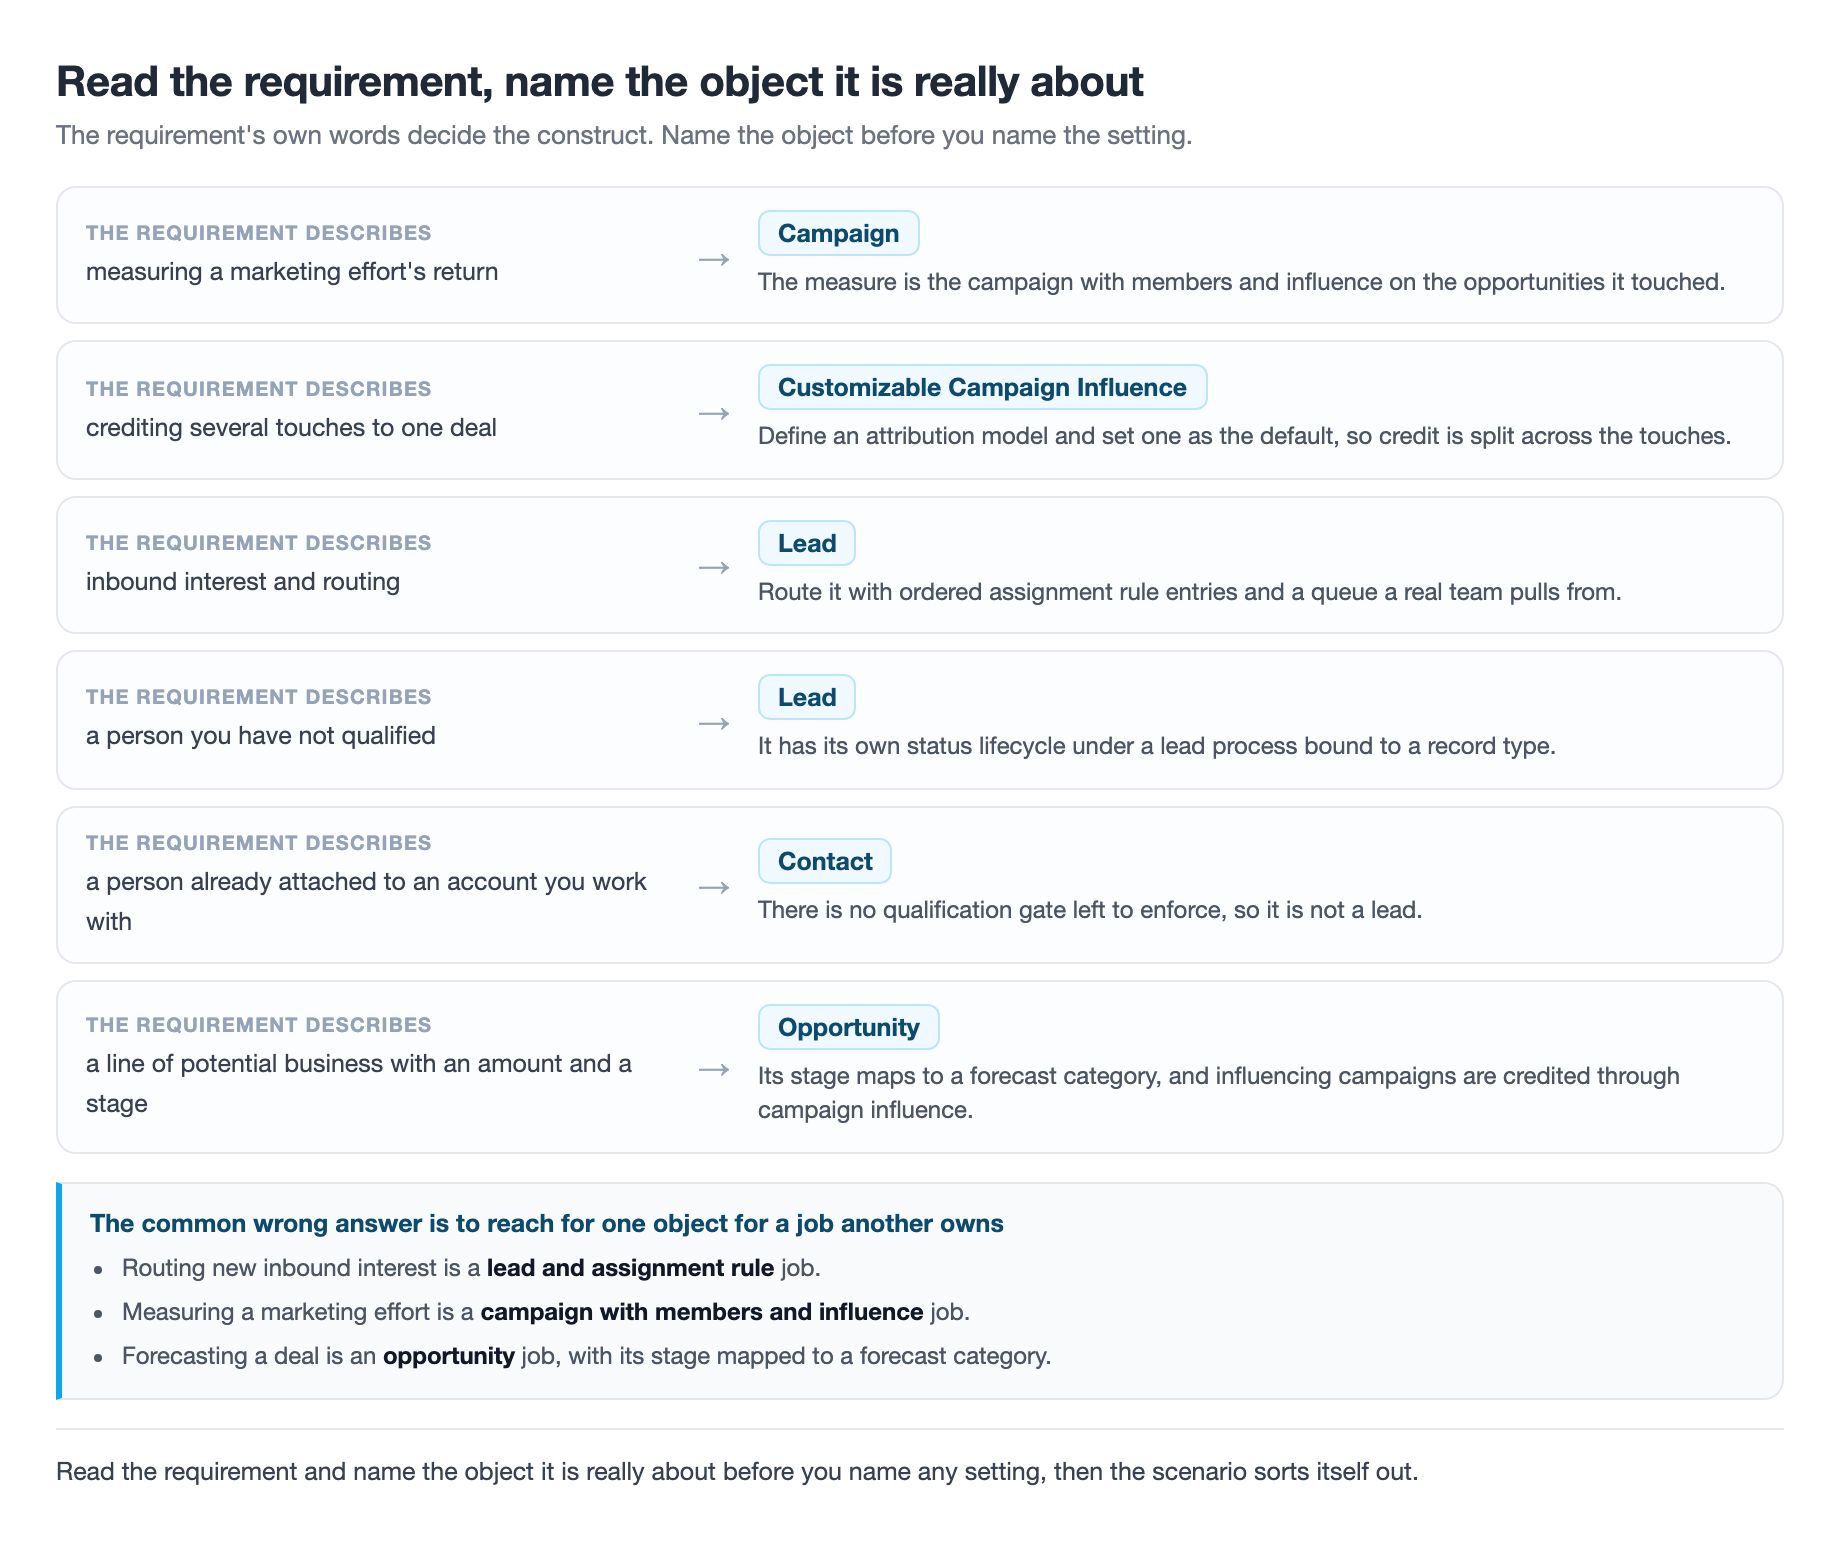 Read the requirement, name the object it is really about
The requirement's own words decide the construct. Name the object before you name the setting.
THE REQUIREMENT DESCRIBES
measuring a marketing effort's return
→
Campaign
The measure is the campaign with members and influence on the opportunities it touched.
THE REQUIREMENT DESCRIBES
crediting several touches to one deal
→
Customizable Campaign Influence
Define an attribution model and set one as the default, so credit is split across the touches.
THE REQUIREMENT DESCRIBES
inbound interest and routing
→
Lead
Route it with ordered assignment rule entries and a queue a real team pulls from.
THE REQUIREMENT DESCRIBES
a person you have not qualified
→
Lead
It has its own status lifecycle under a lead process bound to a record type.
THE REQUIREMENT DESCRIBES
a person already attached to an account you work
with
→
Contact
There is no qualification gate left to enforce, so it is not a lead.
THE REQUIREMENT DESCRIBES
a line of potential business with an amount and a
stage
→
Opportunity
Its stage maps to a forecast category, and influencing campaigns are credited through
campaign influence.
The common wrong answer is to reach for one object for a job another owns
• Routing new inbound interest is a lead and assignment rule job.
• Measuring a marketing effort is a campaign with members and influence job.
• Forecasting a deal is an opportunity job, with its stage mapped to a forecast category.
Read the requirement and name the object it is really about before you name any setting, then the scenario sorts itself out.